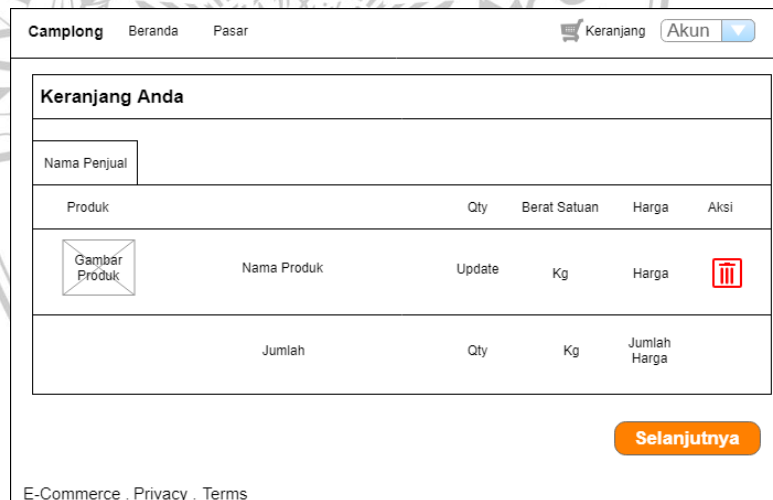 Camplong Beranda Pasar Keranjang Akun
Keranjang Anda
Nama Penjual
Produk Qty Berat Satuan Harga Aksi
Gambar
Produk
Nama Produk Update Kg Harga
Jumlah Qty Kg Jumlah
Harga
Selanjutnya
E-Commerce . Privacy . Terms